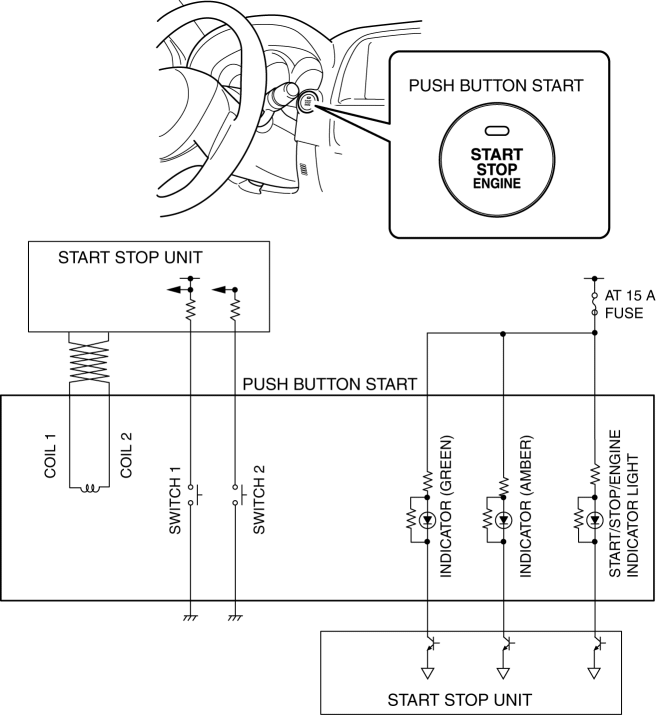 PUSH BUTTON START
START
STOP
ENGINE
START STOP UNIT
AT 15 A
FUSE
PUSH BUTTON START
COIL 1
COIL 2
SWITCH 1
SWITCH 2
INDICATOR (GREEN)
INDICATOR (AMBER)
START/STOP/ENGINE
INDICATOR LIGHT
START STOP UNIT